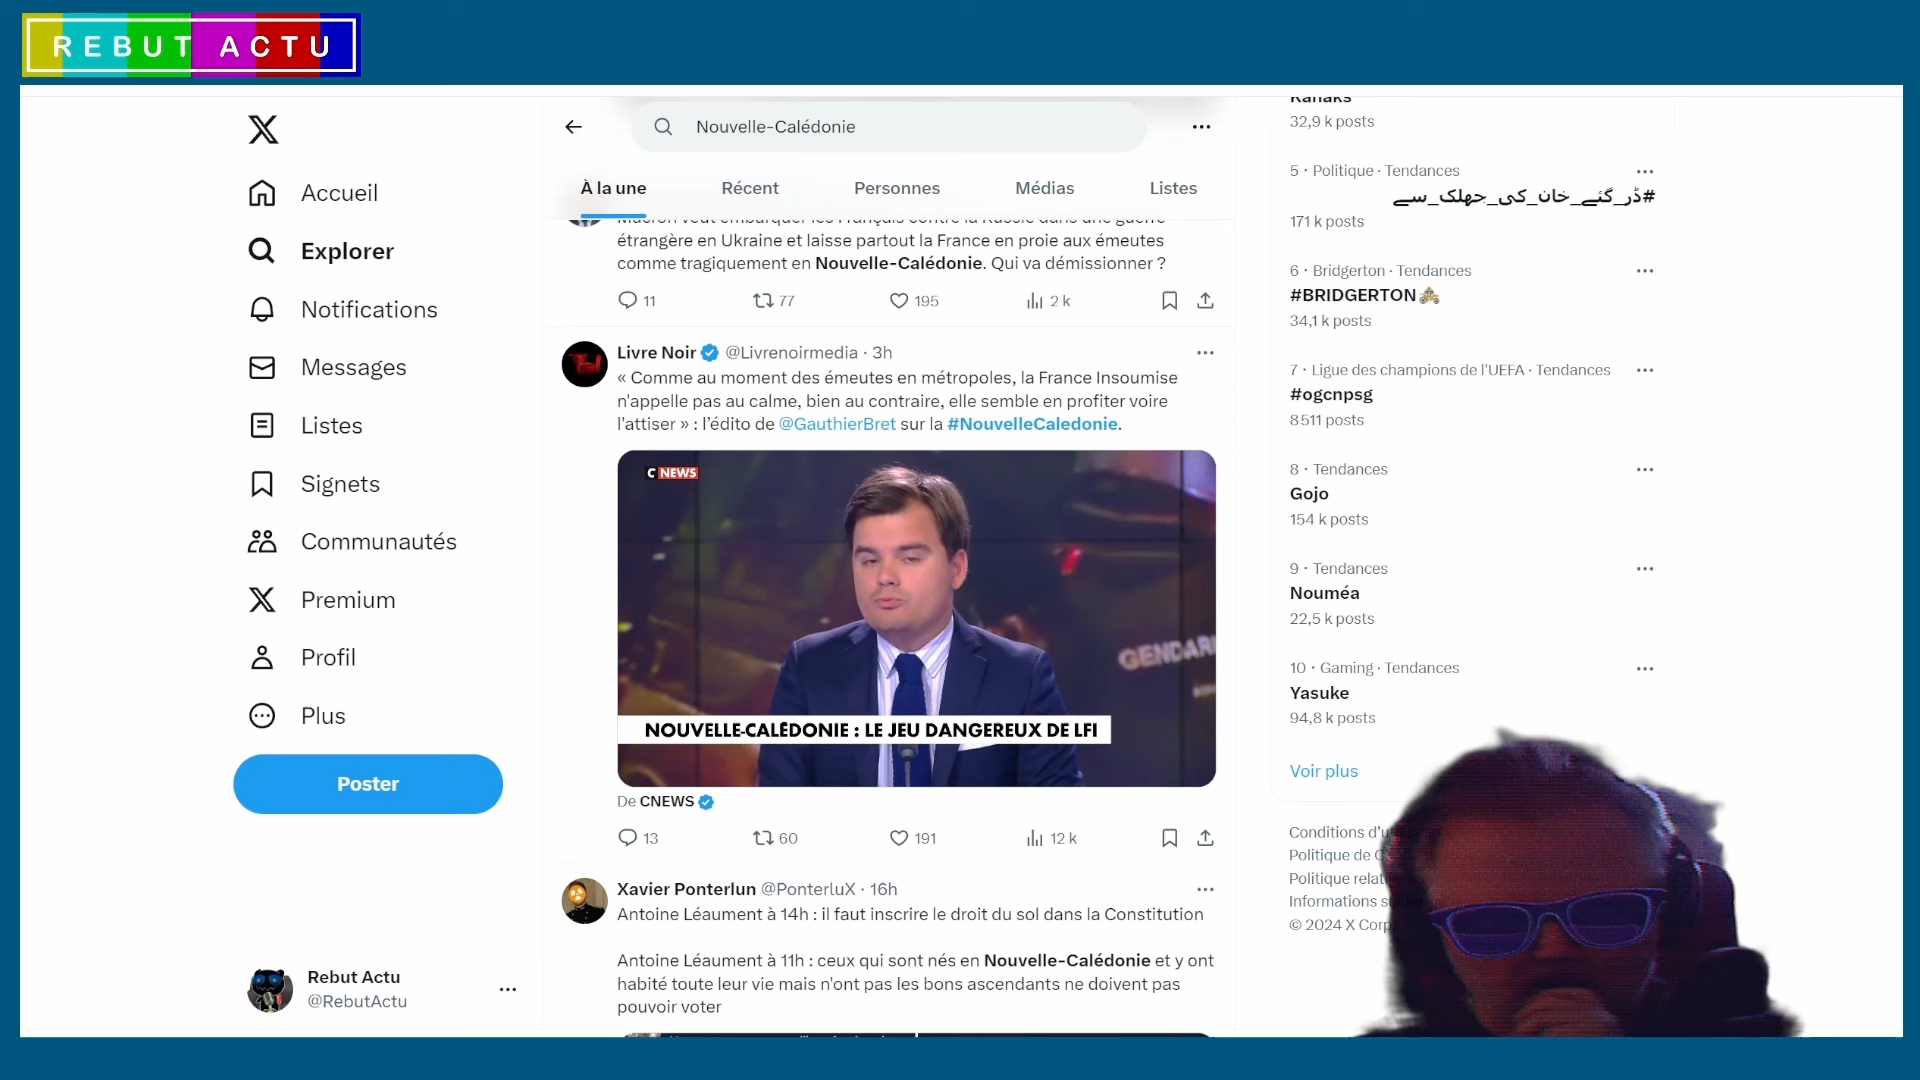 REBUT ACTU
Accueil
Explorer
Notifications
Messages
Listes
Signets
Communautés
Premium
Profil
Plus
Poster
Rebut Actu
@RebutActu
Nouvelle-Calédonie
À la une
Récent
Personnes
Médias
Listes
Macron veut embarquer les Français contre la Russie dans une guerre
étrangère en Ukraine et laisse partout la France en proie aux émeutes
comme tragiquement en Nouvelle-Calédonie. Qui va démissionner ?
11
77
195
2 k
Livre Noir @Livrenoirmedia · 3h
« Comme au moment des émeutes en métropoles, la France Insoumise
n'appelle pas au calme, bien au contraire, elle semble en profiter voire
l'attiser » : l'édito de @GauthierBret sur la #NouvelleCaledonie.
C NEWS
GENDARM
NOUVELLE-CALÉDONIE : LE JEU DANGEREUX DE LFI
De CNEWS
13
60
191
12 k
Xavier Ponterlun @PonterluX · 16h
Antoine Léaument à 14h : il faut inscrire le droit du sol dans la Constitution
Antoine Léaument à 11h : ceux qui sont nés en Nouvelle-Calédonie et y ont
habité toute leur vie mais n'ont pas les bons ascendants ne doivent pas
pouvoir voter
Kanaks
32,9 k posts
5 · Politique · Tendances
#ڈر_گئے_خان_کی_جھلک_سے
171 k posts
6 · Bridgerton · Tendances
#BRIDGERTON
34,1 k posts
7 · Ligue des champions de l'UEFA · Tendances
#ogcnpsg
8 511 posts
8 · Tendances
Gojo
154 k posts
9 · Tendances
Nouméa
22,5 k posts
10 · Gaming · Tendances
Yasuke
94,8 k posts
Voir plus
Conditions d'u
Politique de C
Politique relat
Informations s
© 2024 X Corp